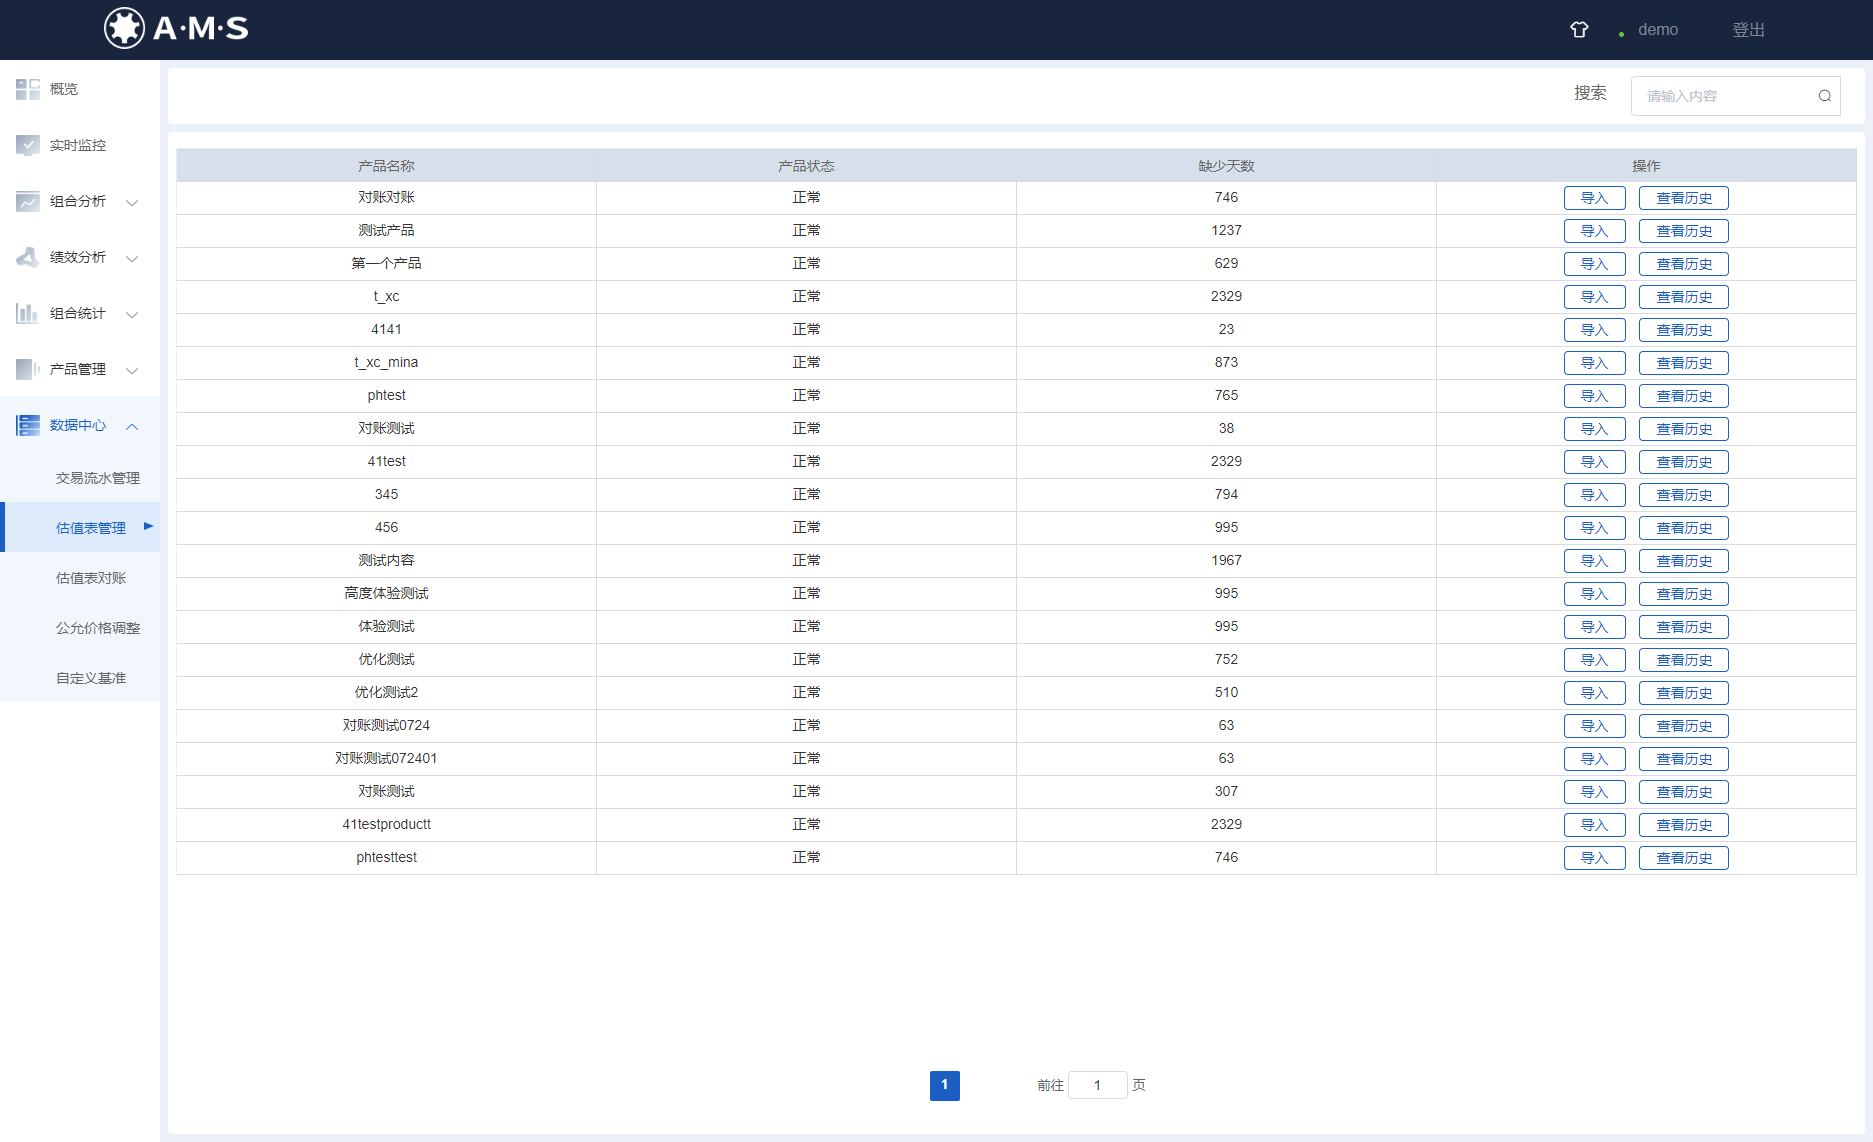 A·M·S
demo 登出
概览
实时监控
组合分析
绩效分析
组合统计
产品管理
数据中心
交易流水管理
估值表管理
估值表对账
公允价格调整
自定义基准
搜索 请输入内容
产品名称 产品状态 缺少天数 操作
对账对账 正常 746 导入 查看历史
测试产品 正常 1237 导入 查看历史
第一个产品 正常 629 导入 查看历史
t_xc 正常 2329 导入 查看历史
4141 正常 23 导入 查看历史
t_xc_mina 正常 873 导入 查看历史
phtest 正常 765 导入 查看历史
对账测试 正常 38 导入 查看历史
41test 正常 2329 导入 查看历史
345 正常 794 导入 查看历史
456 正常 995 导入 查看历史
测试内容 正常 1967 导入 查看历史
高度体验测试 正常 995 导入 查看历史
体验测试 正常 995 导入 查看历史
优化测试 正常 752 导入 查看历史
优化测试2 正常 510 导入 查看历史
对账测试0724 正常 63 导入 查看历史
对账测试072401 正常 63 导入 查看历史
对账测试 正常 307 导入 查看历史
41testproductt 正常 2329 导入 查看历史
phtesttest 正常 746 导入 查看历史
1 前往 1 页